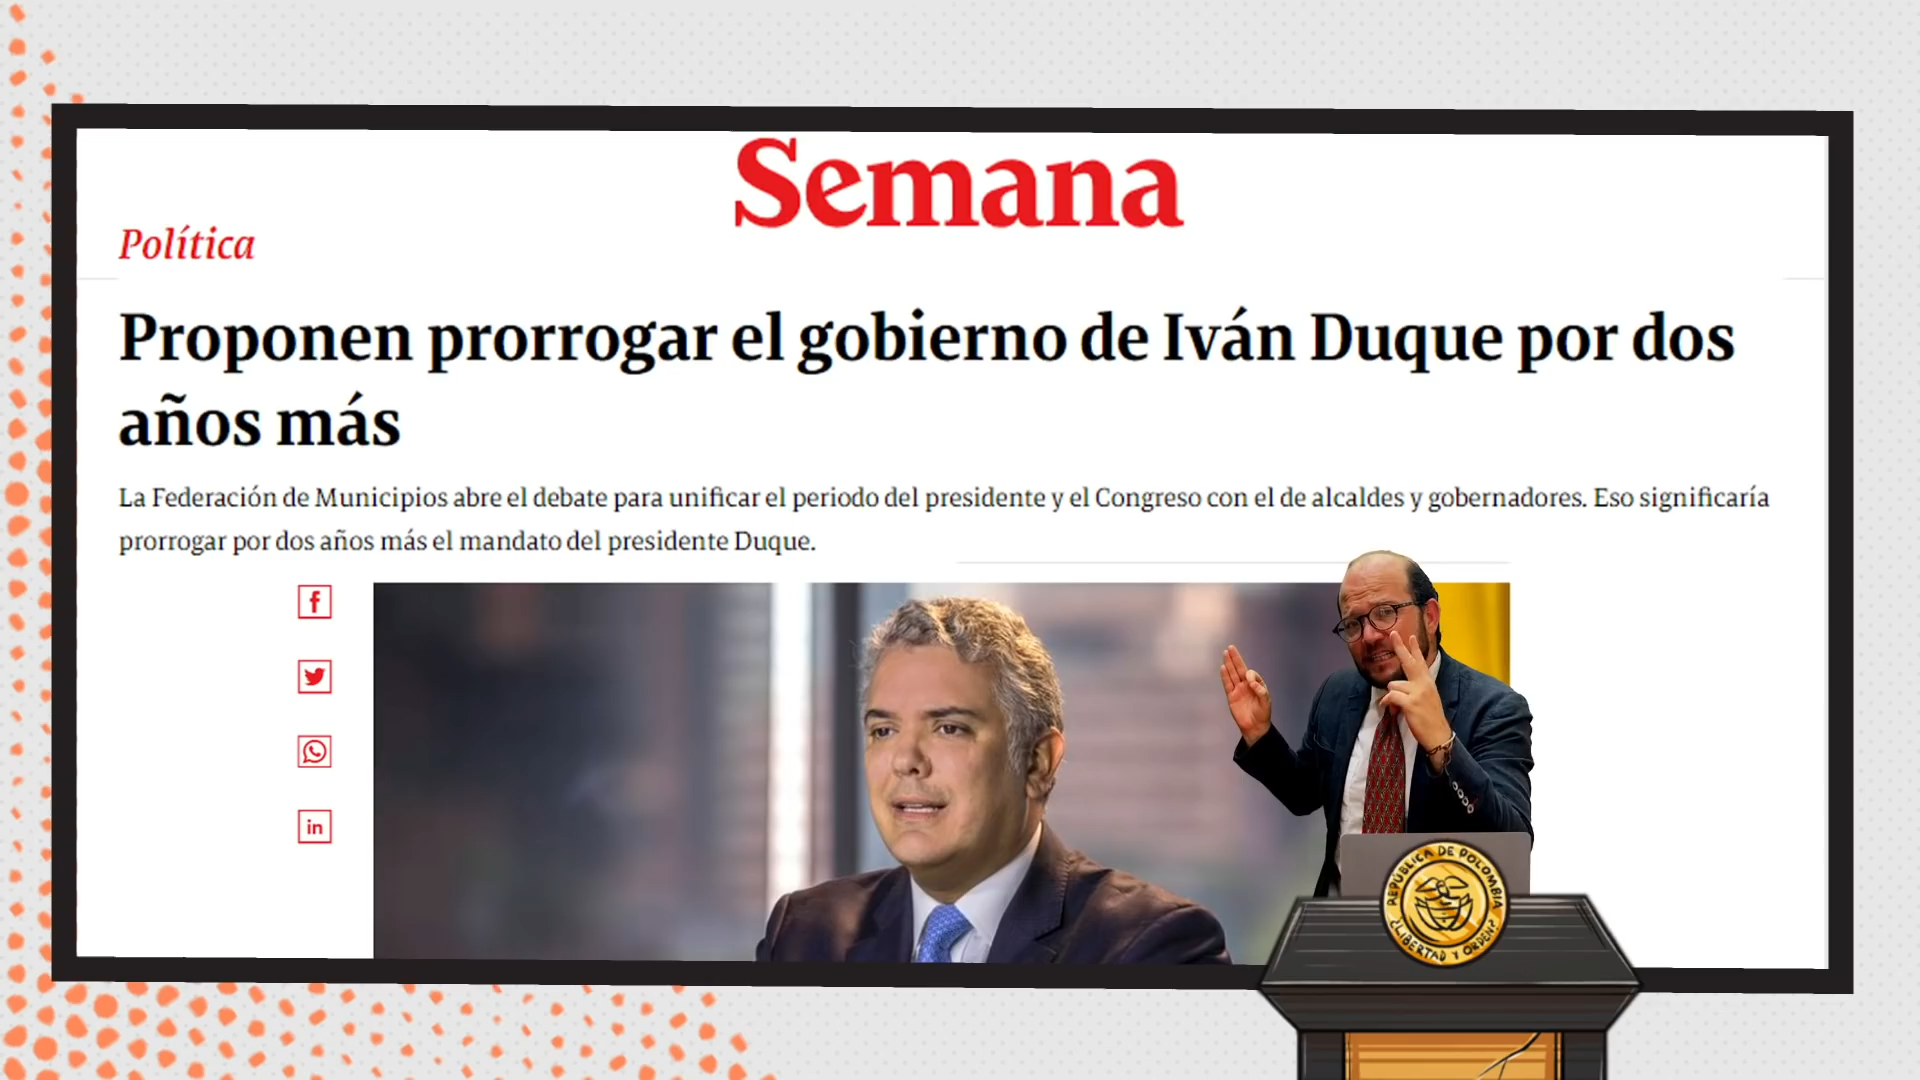 Semana
Política
Proponen prorrogar el gobierno de Iván Duque por dos
años más
La Federación de Municipios abre el debate para unificar el periodo del presidente y el Congreso con el de alcaldes y gobernadores. Eso significaría
prorrogar por dos años más el mandato del presidente Duque.
f
in
REPÚBLICA DE POLOMBIA
¿LIBERTAD Y ORDEN?